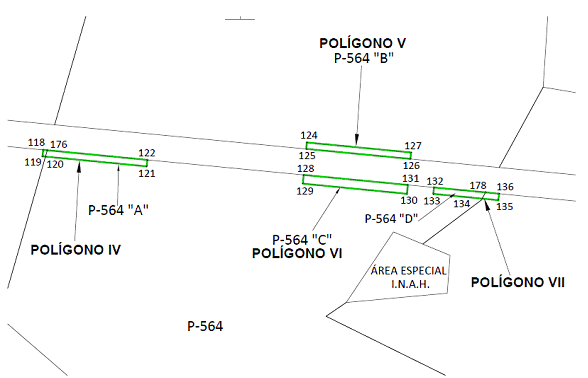 POLÍGONO V
P-564 "B"
124
127
125
126
118 176
122
119 120
121
128
131
129
130
132
178
136
133
134
135
P-564 "A"
P-564 "D"
P-564 "C"
POLÍGONO IV
POLÍGONO VI
ÁREA ESPECIAL
I.N.A.H.
POLÍGONO VII
P-564